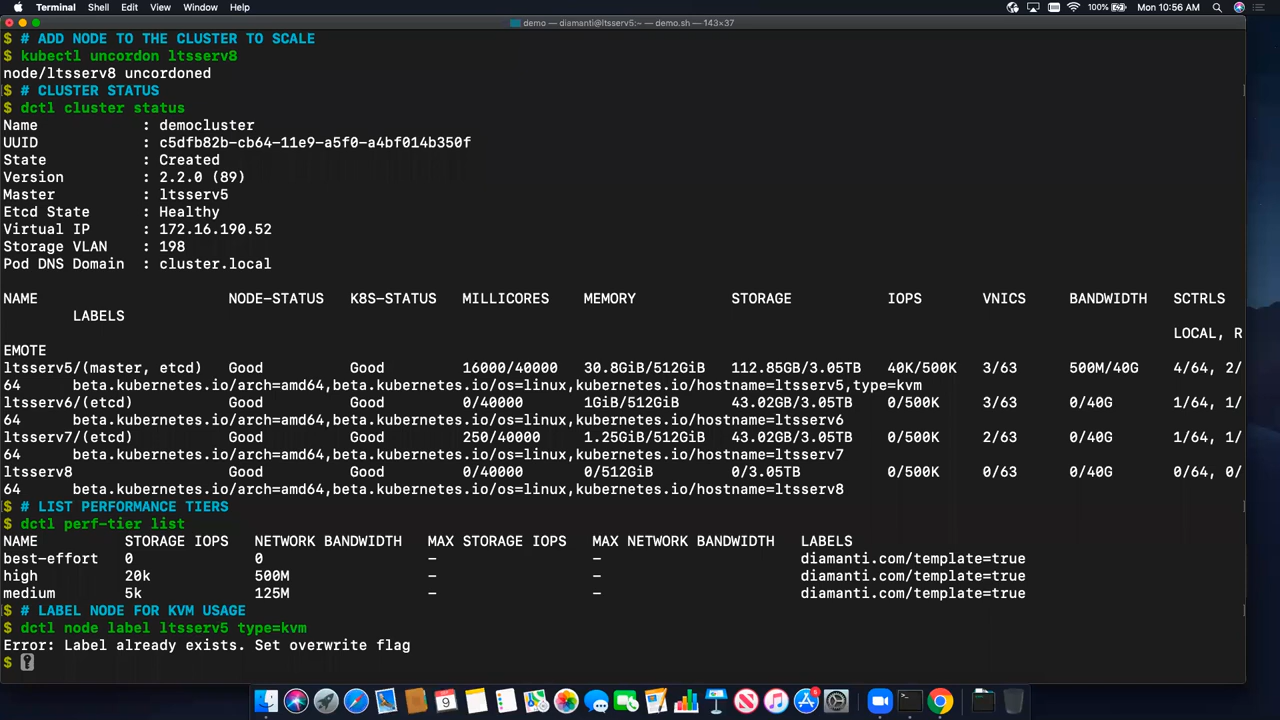 Terminal Shell Edit View Window Help 100% Mon 10:56 AM
demo — diamanti@ltsserv5:~ — demo.sh — 143×37
$ # ADD NODE TO THE CLUSTER TO SCALE
$ kubectl uncordon ltsserv8
node/ltsserv8 uncordoned
$ # CLUSTER STATUS
$ dctl cluster status
Name : democluster
UUID : c5dfb82b-cb64-11e9-a5f0-a4bf014b350f
State : Created
Version : 2.2.0 (89)
Master : ltsserv5
Etcd State : Healthy
Virtual IP : 172.16.190.52
Storage VLAN : 198
Pod DNS Domain : cluster.local
NAME NODE-STATUS K8S-STATUS MILLICORES MEMORY STORAGE IOPS VNICS BANDWIDTH SCTRLS
LABELS
LOCAL, R
EMOTE
ltsserv5/(master, etcd) Good Good 16000/40000 30.8GiB/512GiB 112.85GB/3.05TB 40K/500K 3/63 500M/40G 4/64, 2/
64 beta.kubernetes.io/arch=amd64,beta.kubernetes.io/os=linux,kubernetes.io/hostname=ltsserv5,type=kvm
ltsserv6/(etcd) Good Good 0/40000 1GiB/512GiB 43.02GB/3.05TB 0/500K 3/63 0/40G 1/64, 1/
64 beta.kubernetes.io/arch=amd64,beta.kubernetes.io/os=linux,kubernetes.io/hostname=ltsserv6
ltsserv7/(etcd) Good Good 250/40000 1.25GiB/512GiB 43.02GB/3.05TB 0/500K 2/63 0/40G 1/64, 1/
64 beta.kubernetes.io/arch=amd64,beta.kubernetes.io/os=linux,kubernetes.io/hostname=ltsserv7
ltsserv8 Good Good 0/40000 0/512GiB 0/3.05TB 0/500K 0/63 0/40G 0/64, 0/
64 beta.kubernetes.io/arch=amd64,beta.kubernetes.io/os=linux,kubernetes.io/hostname=ltsserv8
$ # LIST PERFORMANCE TIERS
$ dctl perf-tier list
NAME STORAGE IOPS NETWORK BANDWIDTH MAX STORAGE IOPS MAX NETWORK BANDWIDTH LABELS
best-effort 0 0 – – diamanti.com/template=true
high 20k 500M – – diamanti.com/template=true
medium 5k 125M – – diamanti.com/template=true
$ # LABEL NODE FOR KVM USAGE
$ dctl node label ltsserv5 type=kvm
Error: Label already exists. Set overwrite flag
$